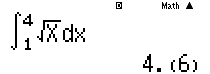 D Math ▲
∫₁⁴ √X dx
4.(6)